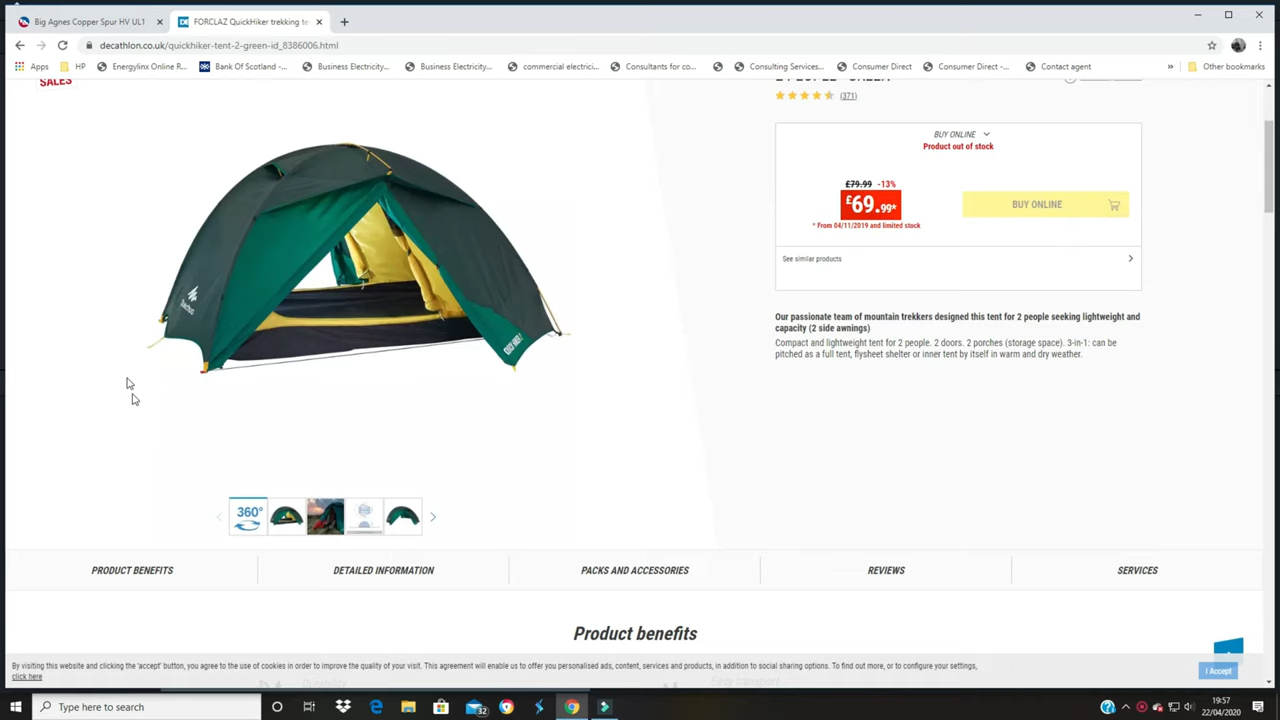 Big Agnes Copper Spur HV UL1
FORCLAZ QuickHiker trekking te
decathlon.co.uk/quickhiker-tent-2-green-id_8386006.html
Apps
HP
Energylinx Online R...
Bank Of Scotland -...
Business Electricity...
Business Electricity...
commercial electrici...
Consultants for co...
Consulting Services...
Consumer Direct
Consumer Direct -...
Contact agent
»
Other bookmarks
SALES
(371)
BUY ONLINE
Product out of stock
£79.99 -13%
£69.99*
BUY ONLINE
* From 04/11/2019 and limited stock
See similar products
Our passionate team of mountain trekkers designed this tent for 2 people seeking lightweight and
capacity (2 side awnings)
Compact and lightweight tent for 2 people. 2 doors. 2 porches (storage space). 3-in-1: can be
pitched as a full tent, flysheet shelter or inner tent by itself in warm and dry weather.
Quechua
360°
PRODUCT BENEFITS
DETAILED INFORMATION
PACKS AND ACCESSORIES
REVIEWS
SERVICES
Product benefits
By visiting this website and clicking the 'accept' button, you agree to the use of cookies in order to improve the quality of your visit. This agreement will enable us to offer you personalised ads, content, services and products, in addition to social sharing options. To find out more, or to configure your settings,
click here
I Accept
Durability
Easy transport
Type here to search
32
19:57
22/04/2020